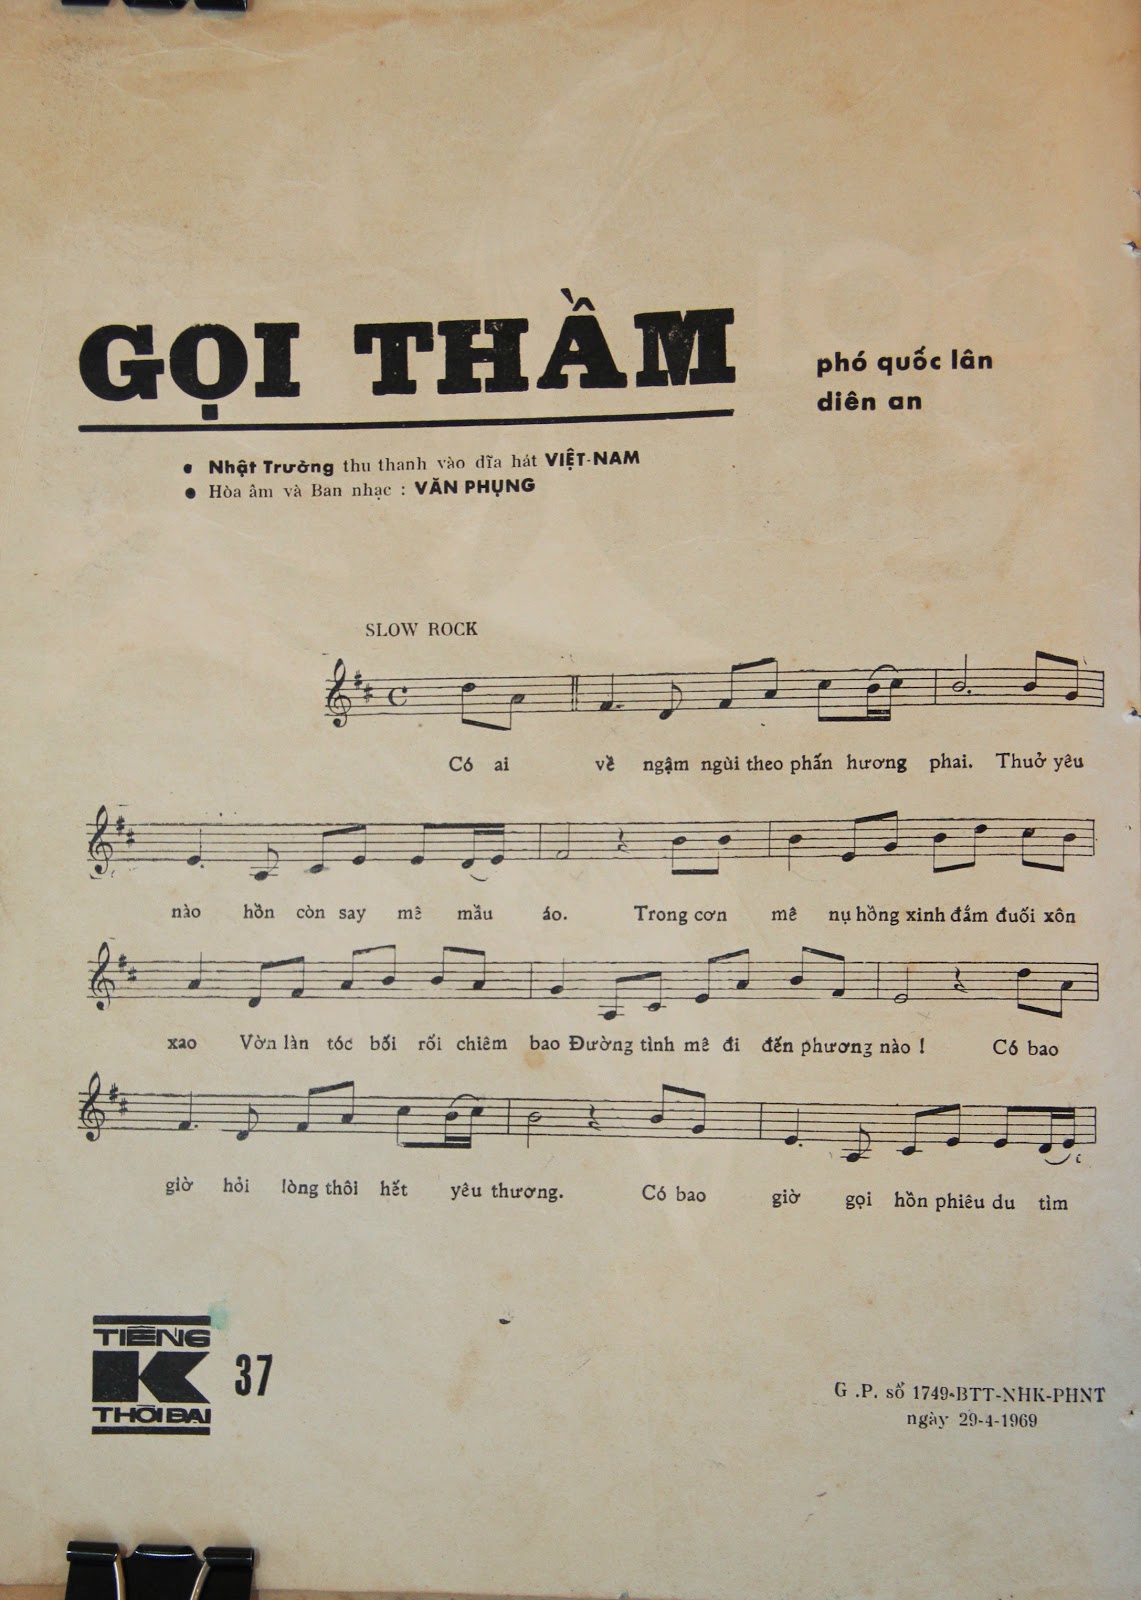 GỌI THẦM
phó quốc lân
diên an
• Nhật Trường thu thanh vào dĩa hát VIỆT-NAM
• Hòa âm và Ban nhạc : VĂN PHỤNG
SLOW ROCK
Có ai về ngậm ngùi theo phấn hương phai. Thuở yêu
nào hồn còn say mê mầu áo. Trong cơn mê nụ hồng xinh đắm đuối xôn
xao Vờn làn tóc bối rối chiêm bao Đường tình mê đi đến phương nào ! Có bao
giờ hỏi lòng thôi hết yêu thương. Có bao giờ gọi hồn phiêu du tìm
TIẾNG
K 37
THỜI ĐẠI
G .P. số 1749-BTT-NHK-PHNT
ngày 29-4-1969